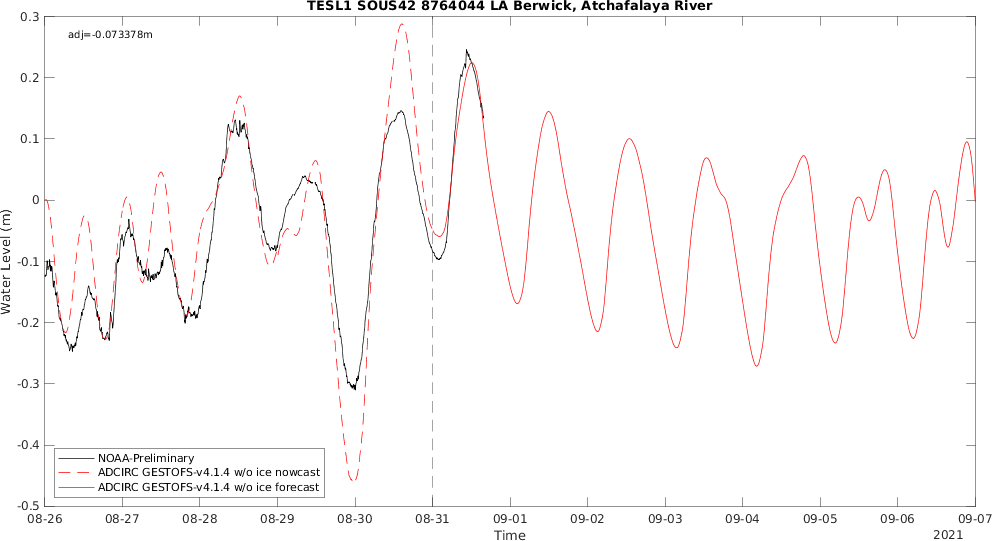 TESL1 SOUS42 8764044 LA Berwick, Atchafalaya River
adj=-0.073378m
0.3
0.2
0.1
0
-0.1
-0.2
-0.3
-0.4
-0.5
Water Level (m)
NOAA-Preliminary
ADCIRC GESTOFS-v4.1.4 w/o ice nowcast
ADCIRC GESTOFS-v4.1.4 w/o ice forecast
08-26 08-27 08-28 08-29 08-30 08-31 09-01 09-02 09-03 09-04 09-05 09-06 09-07
Time
2021